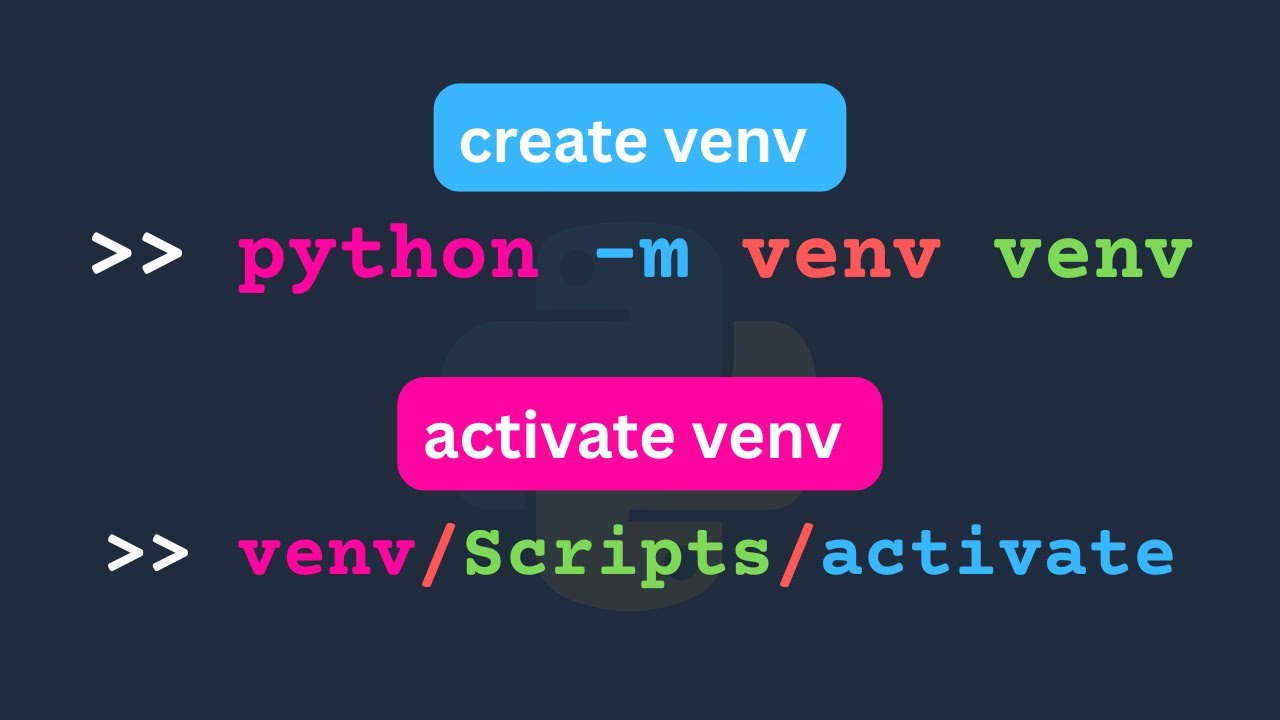 create venv
>> python -m venv venv
activate venv
>> venv/Scripts/activate